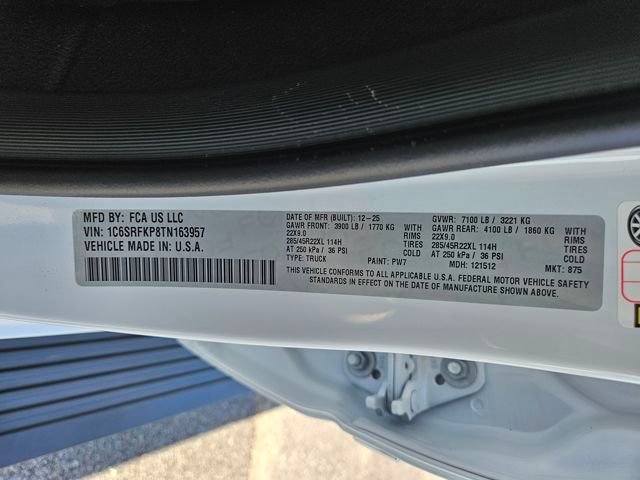 MFD BY: FCA US LLC
VIN: 1C6SRFKP8TN163957
VEHICLE MADE IN U.S.A.
DATE OF MFR (BUILT): 12-25
GAWR FRONT: 3900 LB / 1770 KG WITH
22X9.0 RIMS
285/45R22XL 114H
AT 250 kPa / 36 PSI COLD
TYPE: TRUCK PAINT: PW7
GVWR: 7100 LB / 3221 KG
GAWR REAR: 4100 LB / 1860 KG WITH
22X9.0 RIMS
285/45R22XL 114H
AT 250 kPa / 36 PSI COLD
MDH: 121512 MKT: 875
THIS VEHICLE CONFORMS TO ALL APPLICABLE U.S.A. FEDERAL MOTOR VEHICLE SAFETY
STANDARDS IN EFFECT ON THE DATE OF MANUFACTURE SHOWN ABOVE.